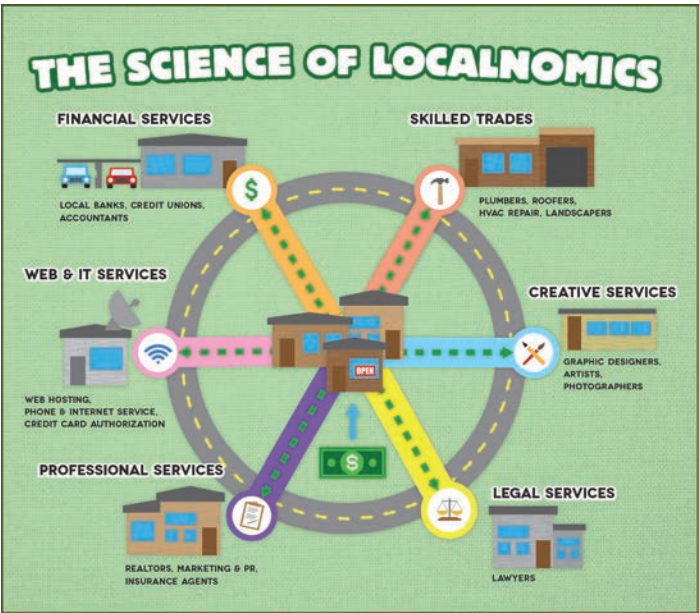 THE SCIENCE OF LOCALNOMICS
FINANCIAL SERVICES
LOCAL BANKS, CREDIT UNIONS,
ACCOUNTANTS
$
SKILLED TRADES
PLUMBERS, ROOFERS,
HVAC REPAIR, LANDSCAPERS
WEB & IT SERVICES
WEB HOSTING,
PHONE & INTERNET SERVICE,
CREDIT CARD AUTHORIZATION
CREATIVE SERVICES
GRAPHIC DESIGNERS,
ARTISTS,
PHOTOGRAPHERS
OPEN
$
PROFESSIONAL SERVICES
REALTORS, MARKETING & PR,
INSURANCE AGENTS
LEGAL SERVICES
LAWYERS